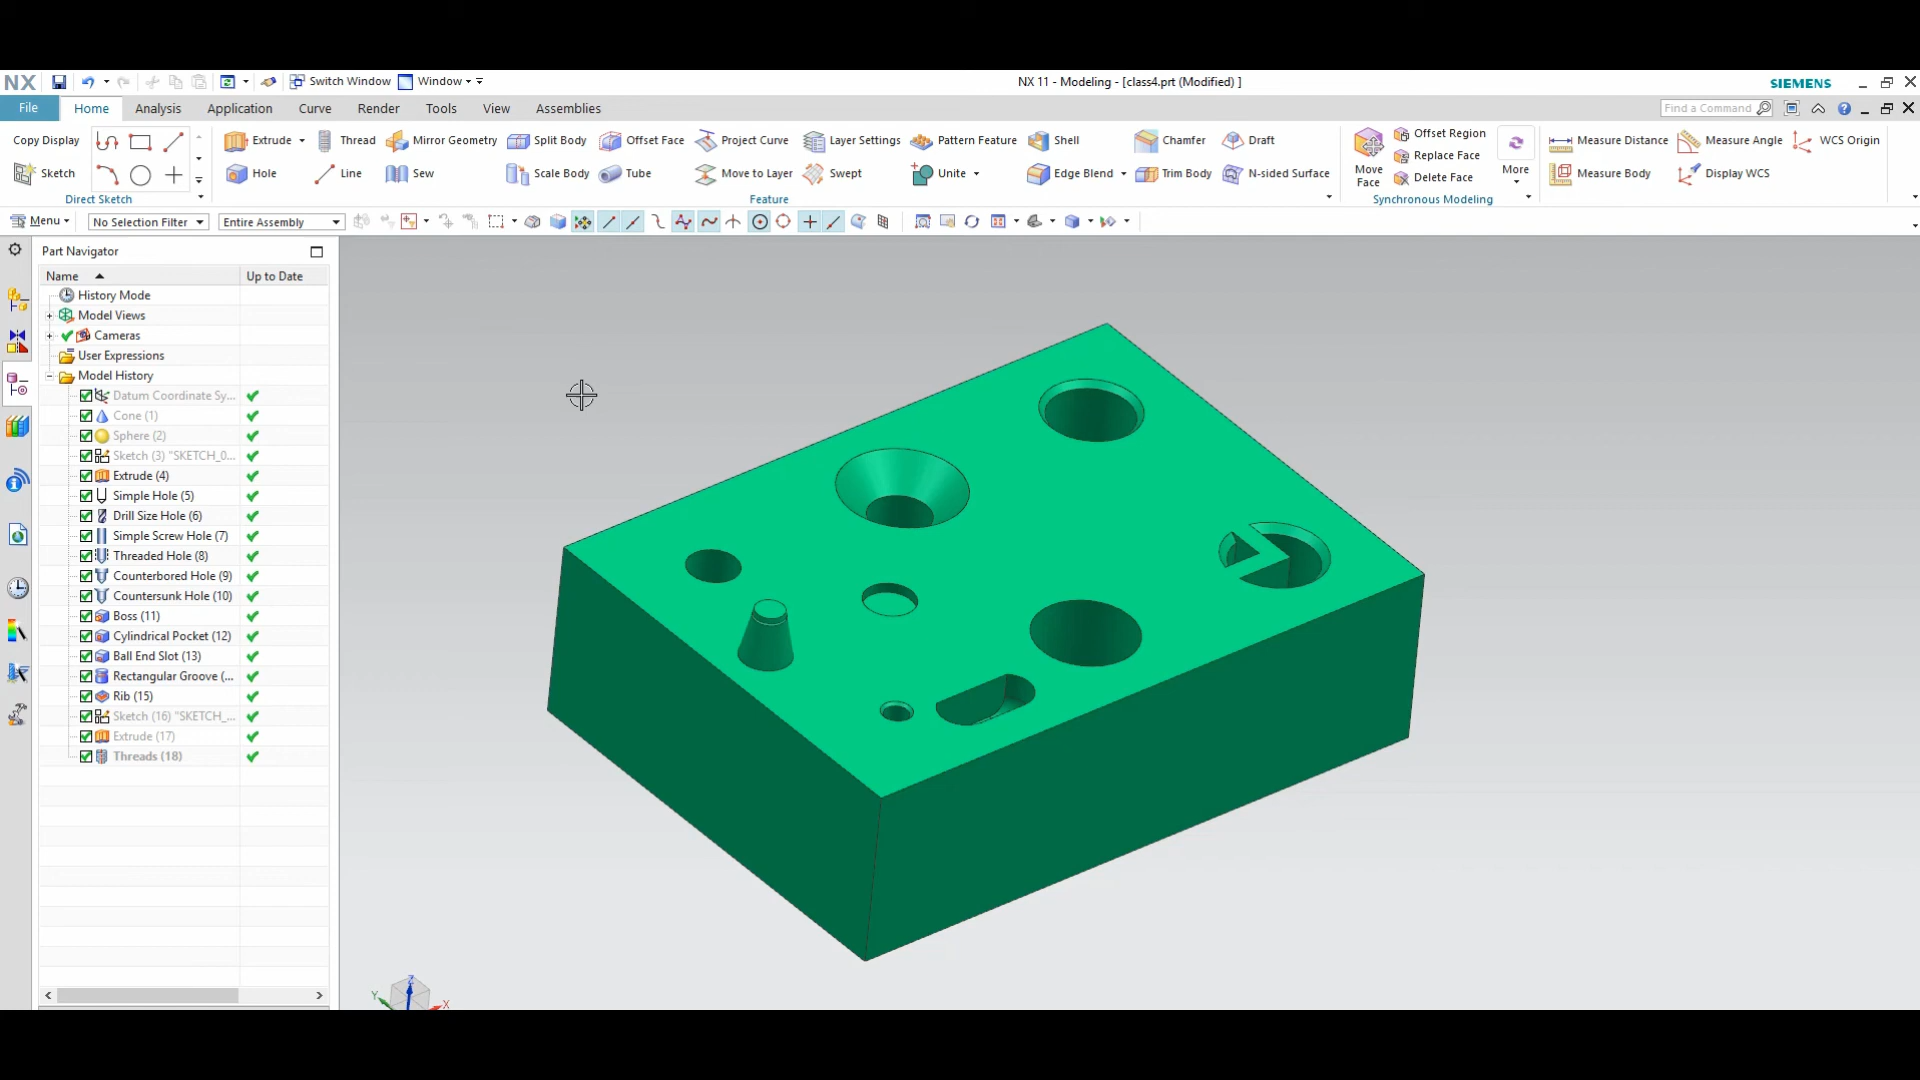 NX Switch Window Window NX 11 - Modeling - [class4.prt (Modified) ] SIEMENS
File Home Analysis Application Curve Render Tools View Assemblies Find a Command
Copy Display Extrude Thread Mirror Geometry Split Body Offset Face Project Curve Layer Settings Pattern Feature Shell Chamfer Draft Offset Region Measure Distance Measure Angle WCS Origin
Replace Face
Sketch Hole Line Sew Scale Body Tube Move to Layer Swept Unite Edge Blend Trim Body N-sided Surface Move Face Delete Face More Measure Body Display WCS
Direct Sketch Feature Synchronous Modeling
Menu No Selection Filter Entire Assembly
Part Navigator
Name Up to Date
History Mode
Model Views
Cameras
User Expressions
Model History
Datum Coordinate Sy...
Cone (1)
Sphere (2)
Sketch (3) "SKETCH_0...
Extrude (4)
Simple Hole (5)
Drill Size Hole (6)
Simple Screw Hole (7)
Threaded Hole (8)
Counterbored Hole (9)
Countersunk Hole (10)
Boss (11)
Cylindrical Pocket (12)
Ball End Slot (13)
Rectangular Groove (...
Rib (15)
Sketch (16) "SKETCH_...
Extrude (17)
Threads (18)
Z
Y
X